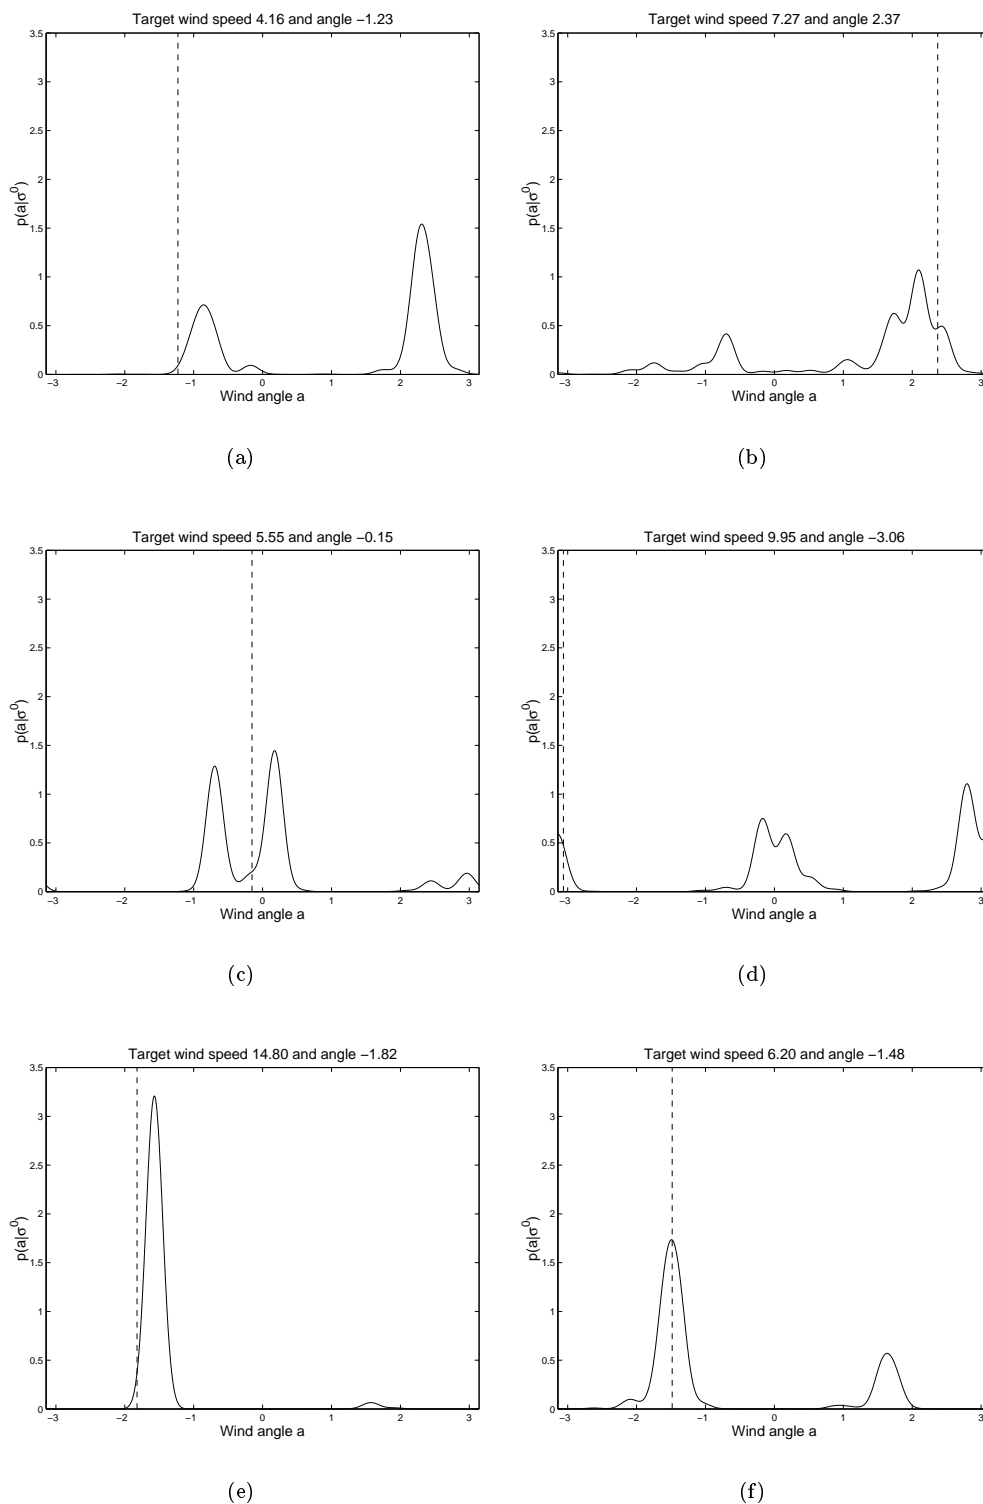 Target wind speed 4.16 and angle −1.23
3.5
3
2.5
2
1.5
1
0.5
0
p(a|σ⁰)
−3 −2 −1 0 1 2 3
Wind angle a
(a)
Target wind speed 7.27 and angle 2.37
3.5
3
2.5
2
1.5
1
0.5
0
p(a|σ⁰)
−3 −2 −1 0 1 2 3
Wind angle a
(b)
Target wind speed 5.55 and angle −0.15
3.5
3
2.5
2
1.5
1
0.5
0
p(a|σ⁰)
−3 −2 −1 0 1 2 3
Wind angle a
(c)
Target wind speed 9.95 and angle −3.06
3.5
3
2.5
2
1.5
1
0.5
0
p(a|σ⁰)
−3 −2 −1 0 1 2 3
Wind angle a
(d)
Target wind speed 14.80 and angle −1.82
3.5
3
2.5
2
1.5
1
0.5
0
p(a|σ⁰)
−3 −2 −1 0 1 2 3
Wind angle a
(e)
Target wind speed 6.20 and angle −1.48
3.5
3
2.5
2
1.5
1
0.5
0
p(a|σ⁰)
−3 −2 −1 0 1 2 3
Wind angle a
(f)